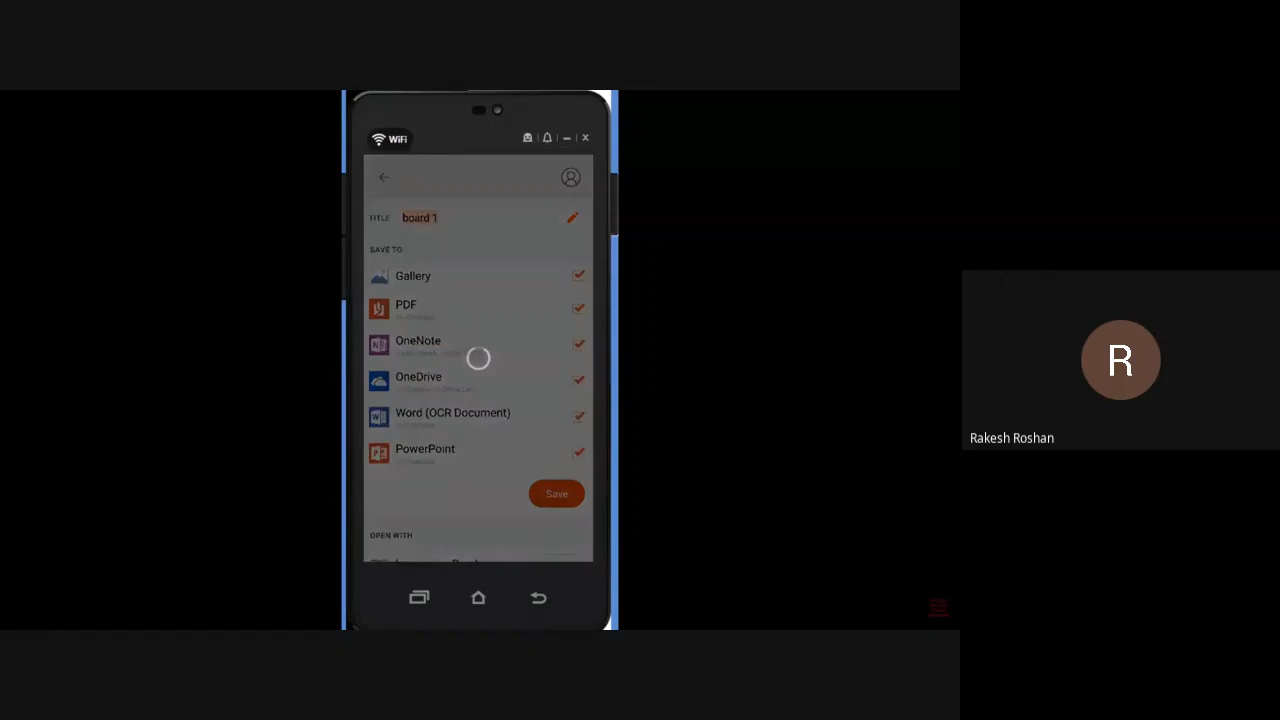 WiFi
TITLE board 1
SAVE TO
Gallery
PDF
OneNote
OneDrive
Word (OCR Document)
PowerPoint
Save
OPEN WITH
R
Rakesh Roshan